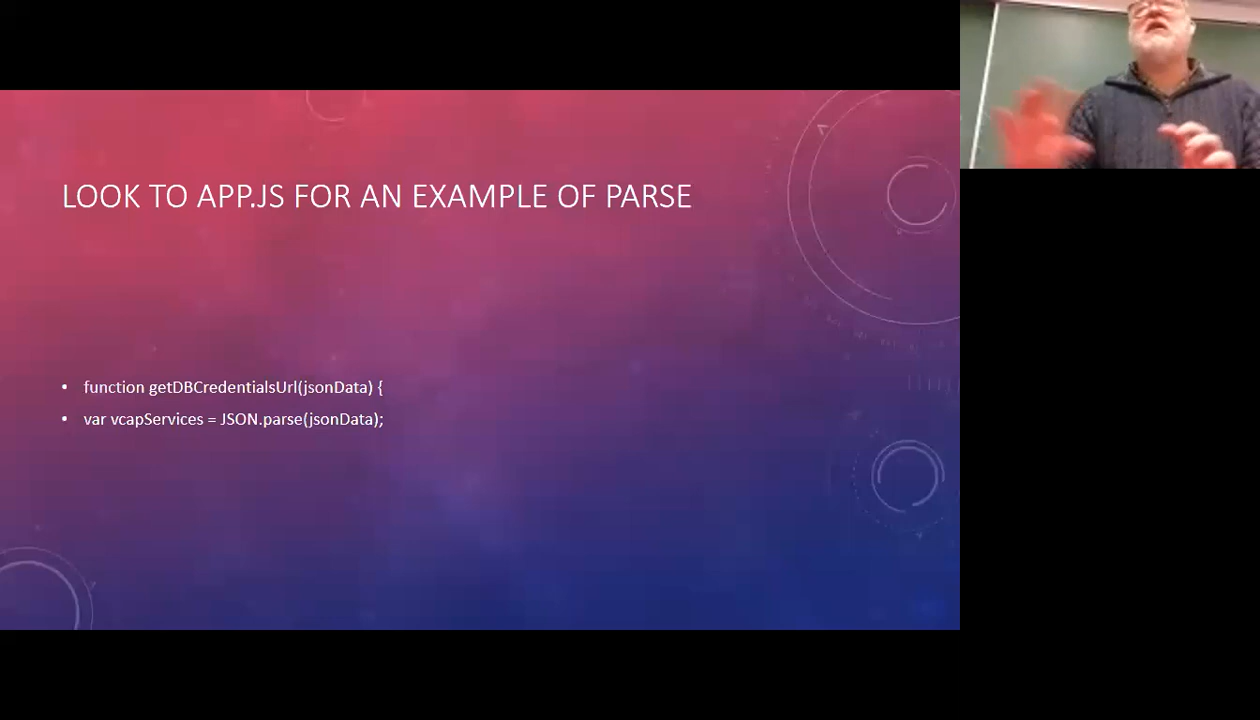 LOOK TO APP.JS FOR AN EXAMPLE OF PARSE
• function getDBCredentialsUrl(jsonData) {
• var vcapServices = JSON.parse(jsonData);